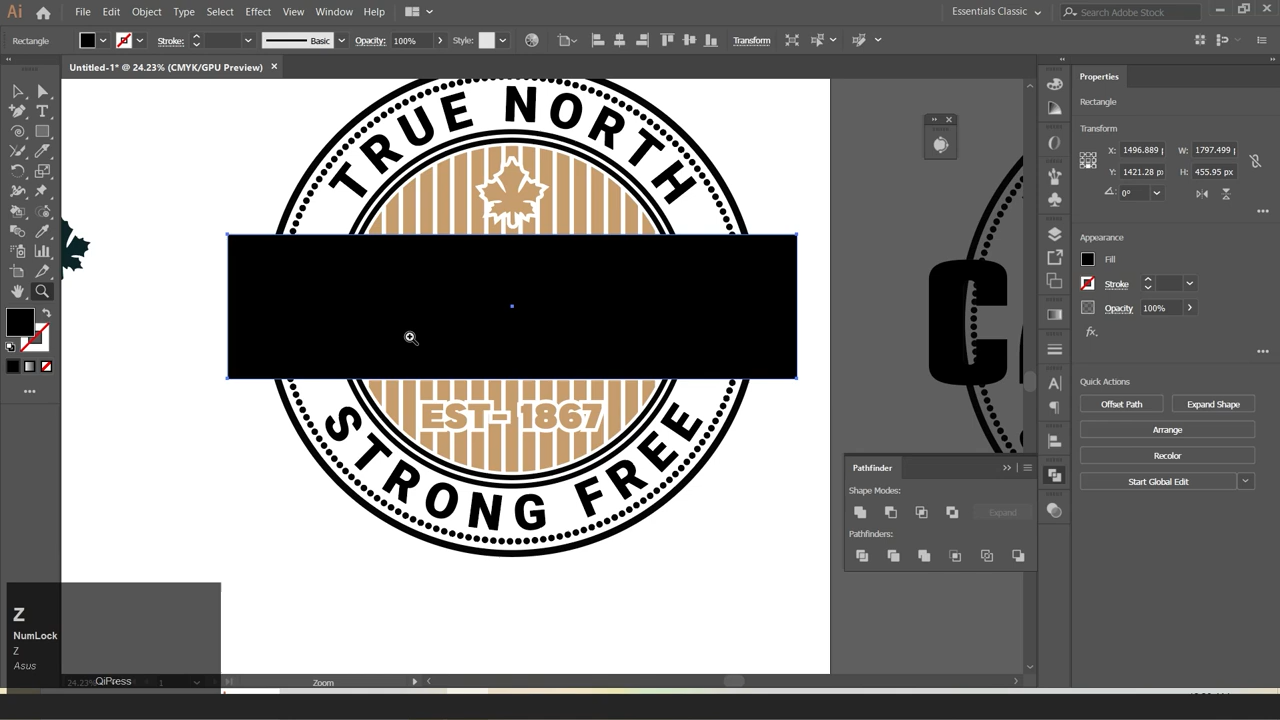 Ai File Edit Object Type Select Effect View Window Help Essentials Classic Search Adobe Stock
Rectangle Stroke: Basic Opacity: 100% Style: Transform
Untitled-1* @ 24.23% (CMYK/GPU Preview)
Properties
Rectangle
Transform
X: 1496.889 W: 1797.499
Y: 1421.28 px H: 455.95 px
0°
Appearance
Fill
Stroke
Opacity 100%
fx.
Quick Actions
Offset Path Expand Shape
Arrange
Recolor
Start Global Edit
Pathfinder
Shape Modes:
Expand
Pathfinders:
TRUE NORTH
EST- 1867
STRONG FREE
C
Z
NumLock
Z
Asus
QiPress
24.23% 1 Zoom